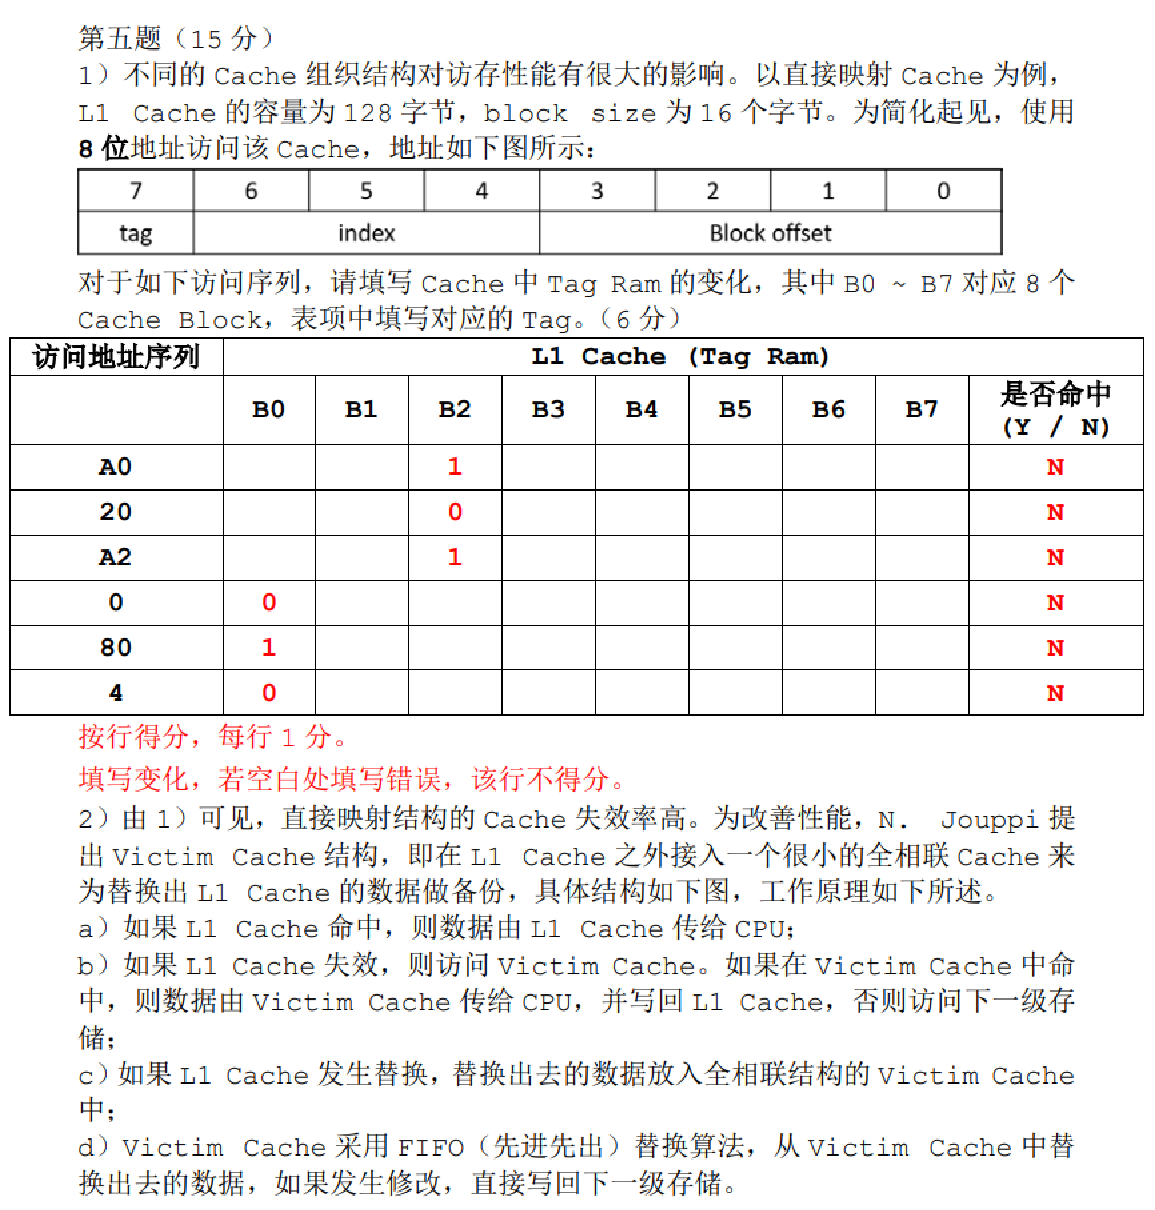 第五题（15 分）
1）不同的 Cache 组织结构对访存性能有很大的影响。以直接映射 Cache 为例，
L1 Cache 的容量为 128 字节，block size 为 16 个字节。为简化起见，使用
8 位地址访问该 Cache，地址如下图所示：
7 6 5 4 3 2 1 0
tag index Block offset
对于如下访问序列，请填写 Cache 中 Tag Ram 的变化，其中 B0 ~ B7 对应 8 个
Cache Block，表项中填写对应的 Tag。（6 分）
访问地址序列 L1 Cache (Tag Ram)
B0 B1 B2 B3 B4 B5 B6 B7 是否命中
(Y / N)
A0 1 N
20 0 N
A2 1 N
0 0 N
80 1 N
4 0 N
按行得分，每行 1 分。
填写变化，若空白处填写错误，该行不得分。
2）由 1）可见，直接映射结构的 Cache 失效率高。为改善性能，N. Jouppi 提
出 Victim Cache 结构，即在 L1 Cache 之外接入一个很小的全相联 Cache 来
为替换出 L1 Cache 的数据做备份，具体结构如下图，工作原理如下所述。
a）如果 L1 Cache 命中，则数据由 L1 Cache 传给 CPU；
b）如果 L1 Cache 失效，则访问 Victim Cache。如果在 Victim Cache 中命
中，则数据由 Victim Cache 传给 CPU，并写回 L1 Cache，否则访问下一级存
储；
c）如果 L1 Cache 发生替换，替换出去的数据放入全相联结构的 Victim Cache
中；
d）Victim Cache 采用 FIFO（先进先出）替换算法，从 Victim Cache 中替
换出去的数据，如果发生修改，直接写回下一级存储。